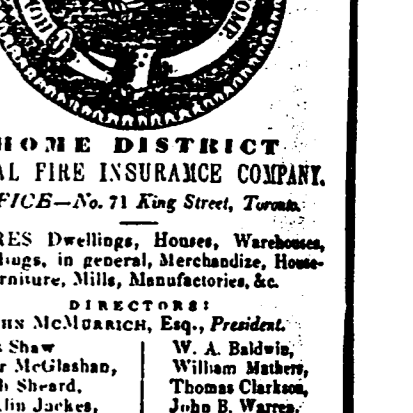 HOME DISTRICT
AL FIRE INSURAMCE COMPANY.
FICE—No. 71 King Street, Toronto.
RES Dwellings, Houses, Warehouses,
dings, in general, Merchandize, House-
rniture, Mills, Manufactories, &c.
DIRECTORS:
HN MCMURRICH, Esq., President.
s Shaw
r McGlashan,
h Sheard,
lin Jackes,
W. A. Baldwin,
William Mathers,
Thomas Clarkson,
John B. Warren,